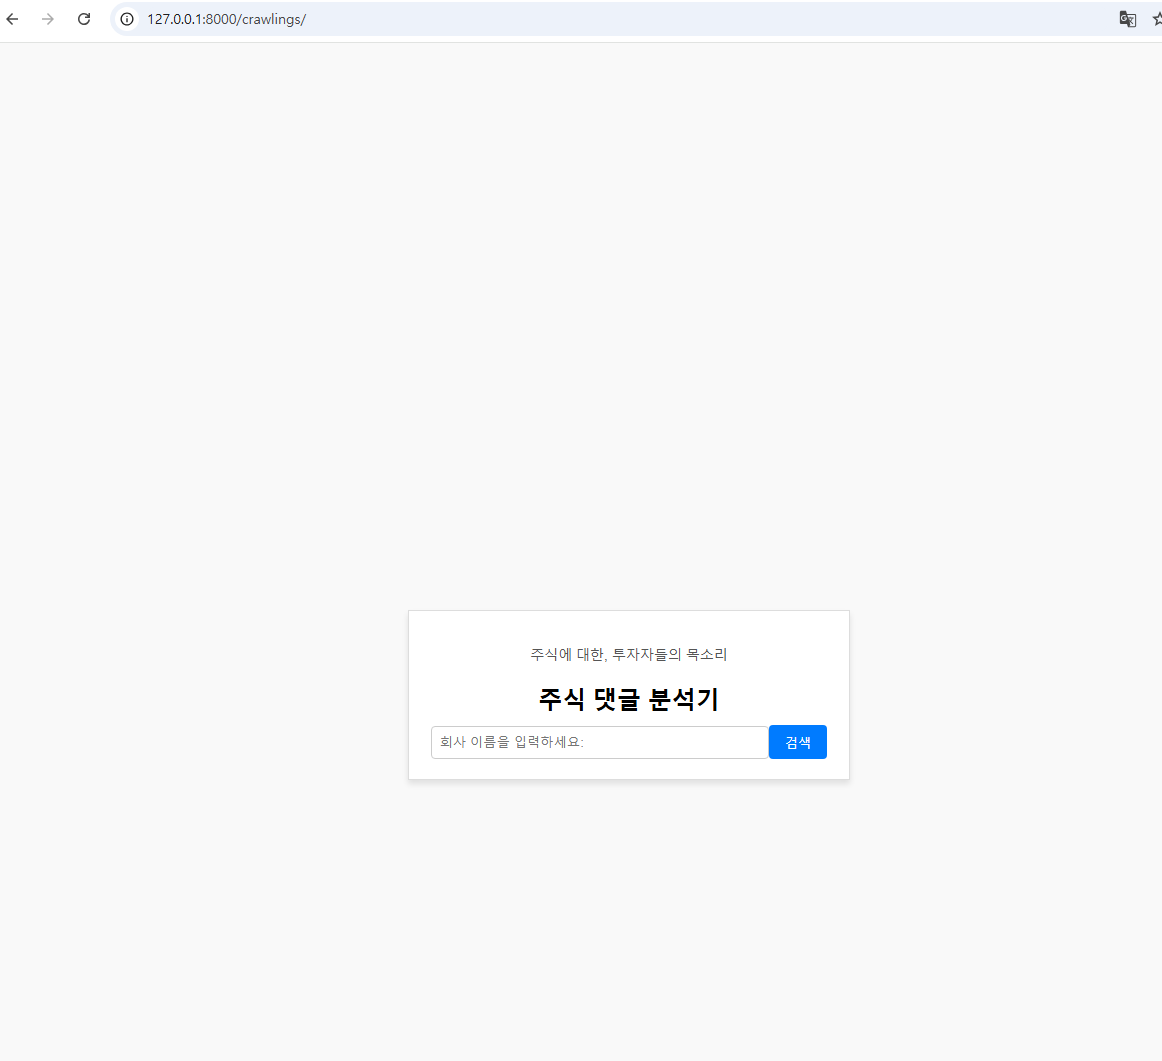 127.0.0.1:8000/crawlings/
주식에 대한, 투자자들의 목소리
주식 댓글 분석기
회사 이름을 입력하세요:
검색